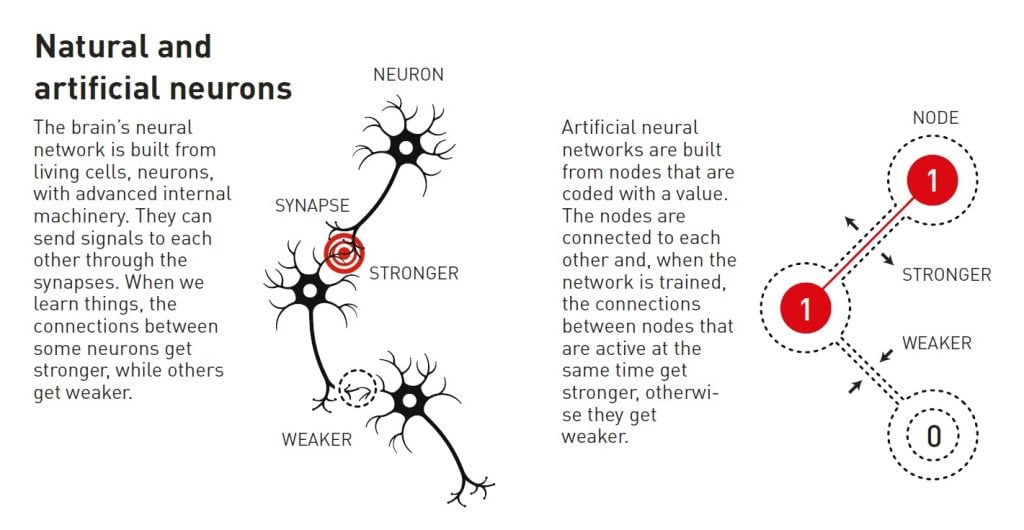 Natural and
artificial neurons
The brain’s neural
network is built from
living cells, neurons,
with advanced internal
machinery. They can
send signals to each
other through the
synapses. When we
learn things, the
connections between
some neurons get
stronger, while others
get weaker.
NEURON
SYNAPSE
STRONGER
WEAKER
Artificial neural
networks are built
from nodes that are
coded with a value.
The nodes are
connected to each
other and, when the
network is trained,
the connections
between nodes that
are active at the
same time get
stronger, otherwi-
se they get
weaker.
NODE
1
STRONGER
1
WEAKER
0